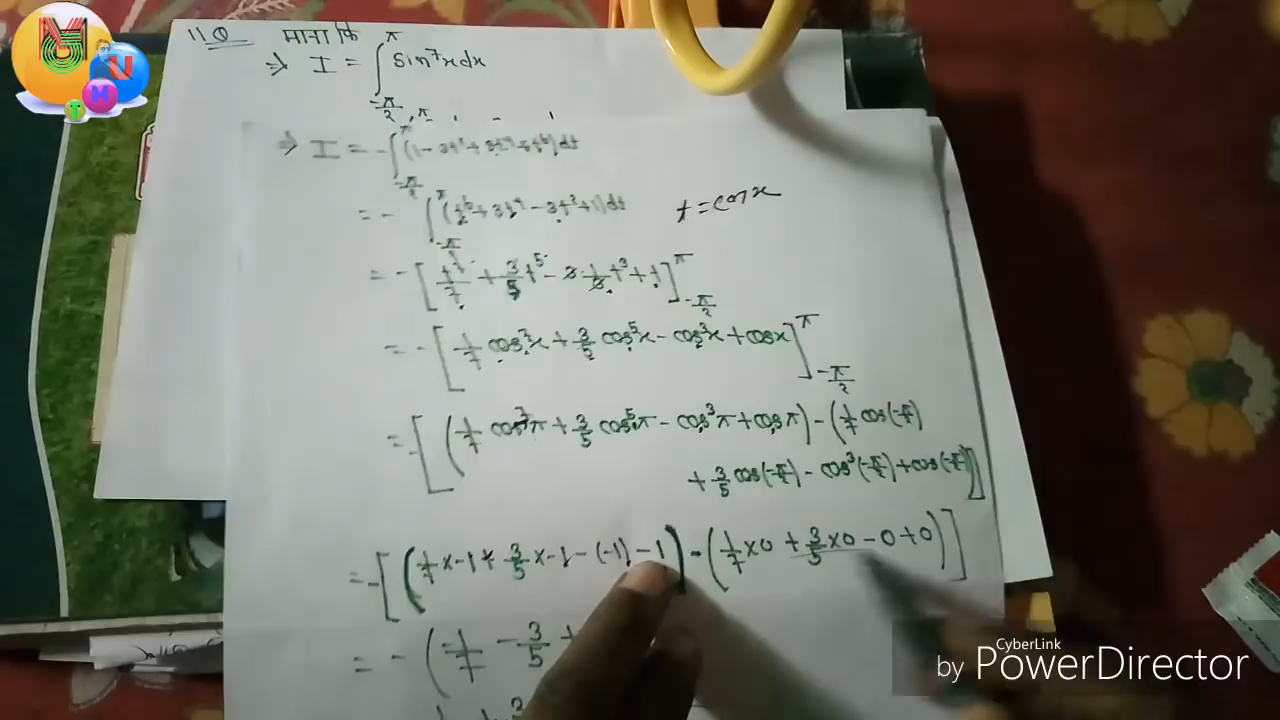 MUHT
11 Q माना कि
⇒ I = ∫_{-π/2}^{π} sin⁷x dx
⇒ I = -∫_{-π/2}^{π} (1 - 3t² + 3t⁴ - t⁶) dt
= - ∫_{-π/2}^{π} (-t⁶ + 3t⁴ - 3t² + 1) dt t = cos x
= - [t⁷/7 + 3/5 t⁵ - 3 1/3 t³ + t]_{-π/2}^{π}
= - [1/7 cos⁷x + 3/5 cos⁵x - cos³x + cosx]_{-π/2}^{π}
= -[(1/7 cos⁷π + 3/5 cos⁵π - cos³π + cosπ) - (1/7 cos(-π/2)
+ 3/5 cos(-π/2) - cos³(-π/2) + cos(-π/2))]
= -[(1/7 x -1 + 3/5 x -1 - (-1) - 1) - (1/7 x 0 + 3/5 x 0 - 0 + 0)]
= - (1/7 - 3/5 +
CyberLink
by PowerDirector